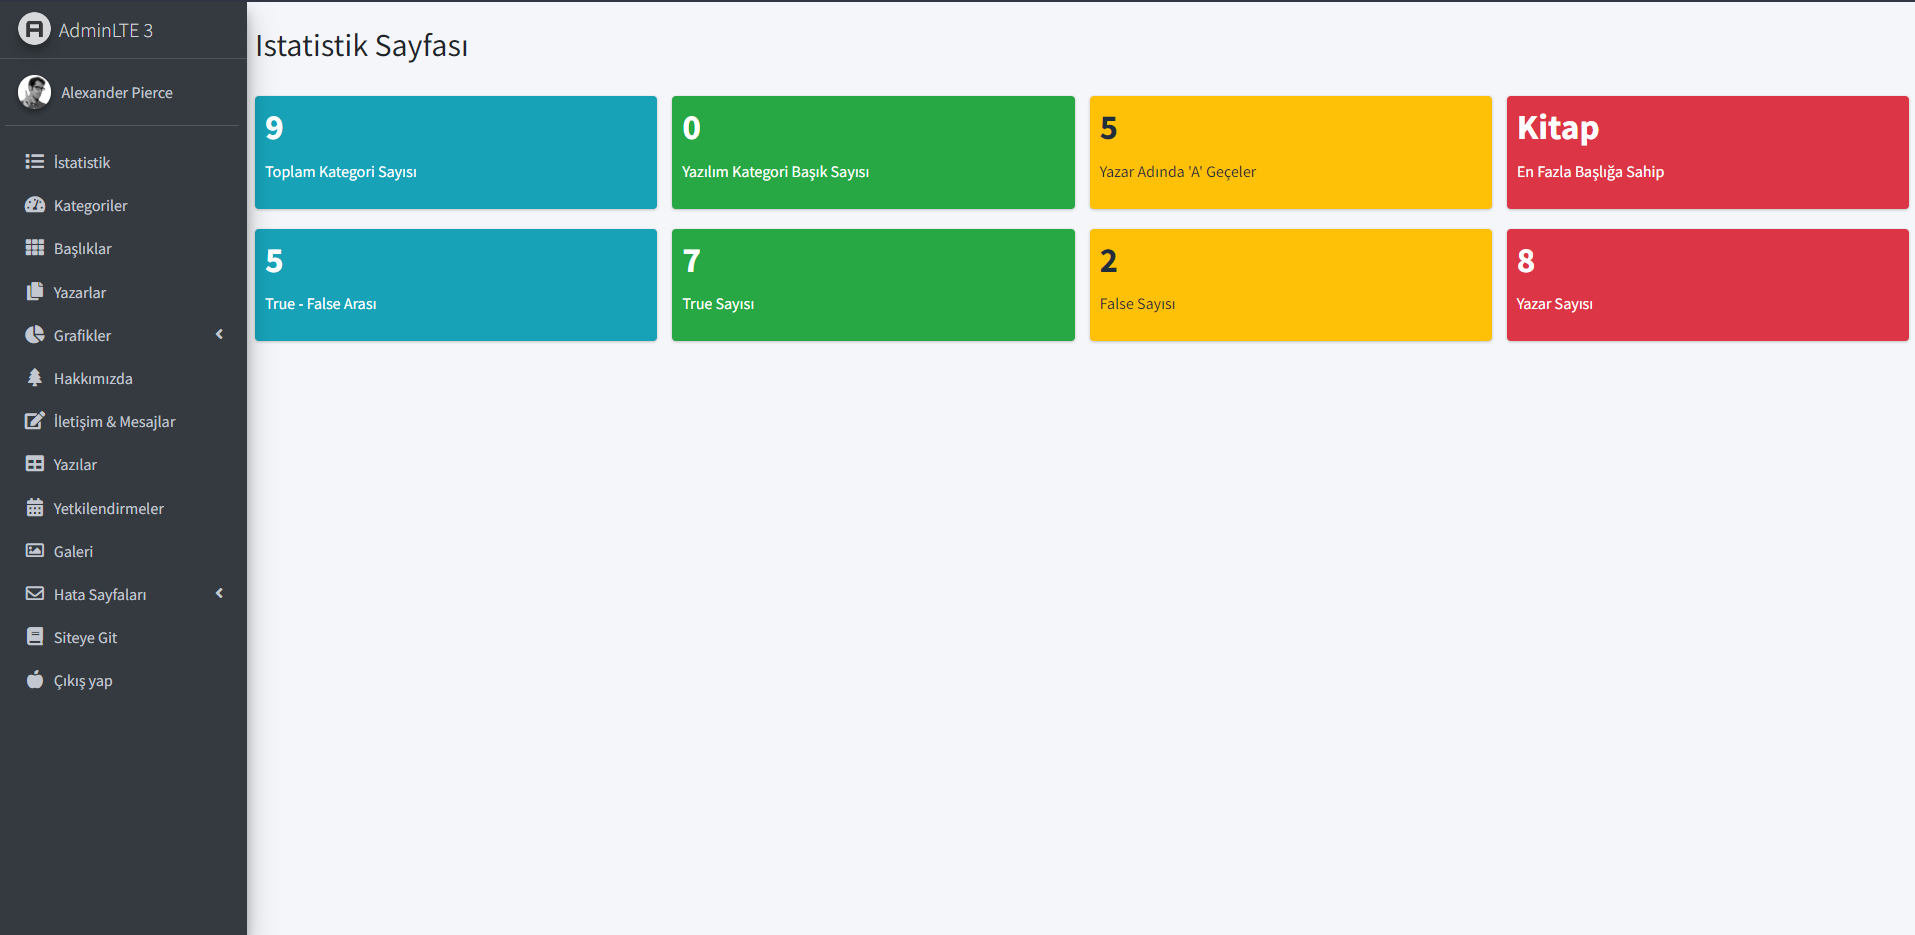 AdminLTE 3
Alexander Pierce
İstatistik
Kategoriler
Başlıklar
Yazarlar
Grafikler
Hakkımızda
İletişim & Mesajlar
Yazılar
Yetkilendirmeler
Galeri
Hata Sayfaları
Siteye Git
Çıkış yap
Istatistik Sayfası
9
Toplam Kategori Sayısı
0
Yazılım Kategori Başık Sayısı
5
Yazar Adında 'A' Geçeler
Kitap
En Fazla Başlığa Sahip
5
True - False Arası
7
True Sayısı
2
False Sayısı
8
Yazar Sayısı